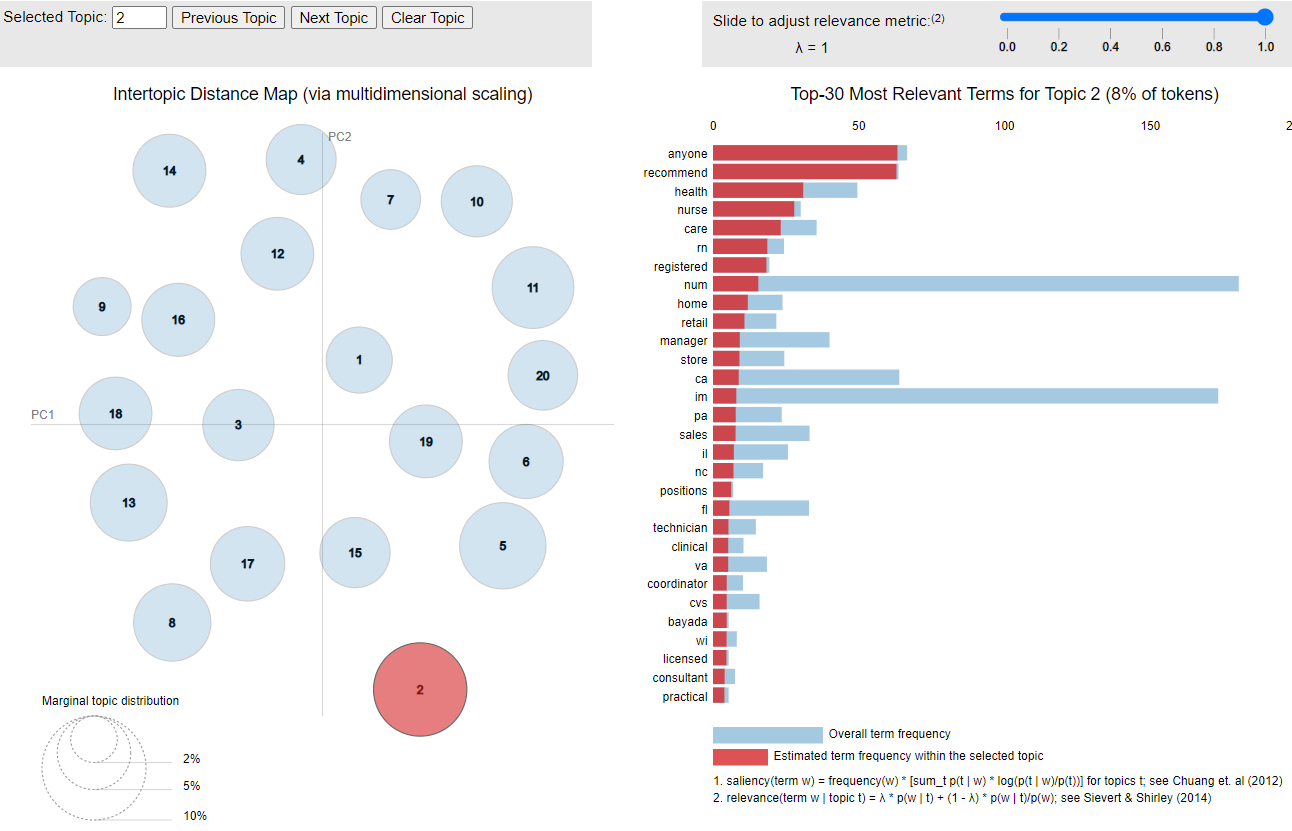 Selected Topic: 2 Previous Topic Next Topic Clear Topic
Slide to adjust relevance metric:(2)
λ = 1
0.0 0.2 0.4 0.6 0.8 1.0
Intertopic Distance Map (via multidimensional scaling)
PC2
PC1
14
4
7
10
12
11
9
16
1
20
18
3
19
6
13
17
15
5
8
2
Marginal topic distribution
2%
5%
10%
Top-30 Most Relevant Terms for Topic 2 (8% of tokens)
0 50 100 150 2
anyone
recommend
health
nurse
care
rn
registered
num
home
retail
manager
store
ca
im
pa
sales
il
nc
positions
fl
technician
clinical
va
coordinator
cvs
bayada
wi
licensed
consultant
practical
Overall term frequency
Estimated term frequency within the selected topic
1. saliency(term w) = frequency(w) * [sum_t p(t | w) * log(p(t | w)/p(t))] for topics t; see Chuang et. al (2012)
2. relevance(term w | topic t) = λ * p(w | t) + (1 - λ) * p(w | t)/p(w); see Sievert & Shirley (2014)